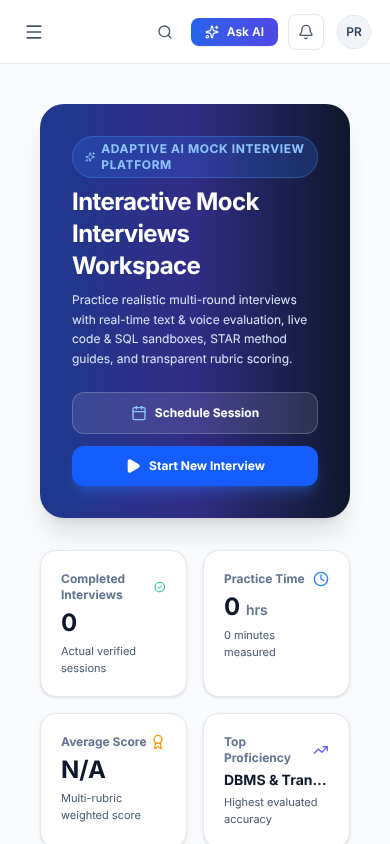 Ask AI
PR
ADAPTIVE AI MOCK INTERVIEW
PLATFORM
Interactive Mock
Interviews
Workspace
Practice realistic multi-round interviews
with real-time text & voice evaluation, live
code & SQL sandboxes, STAR method
guides, and transparent rubric scoring.
Schedule Session
Start New Interview
Completed
Interviews
0
Actual verified
sessions
Practice Time
0 hrs
0 minutes
measured
Average Score
N/A
Multi-rubric
weighted score
Top
Proficiency
DBMS & Tran...
Highest evaluated
accuracy